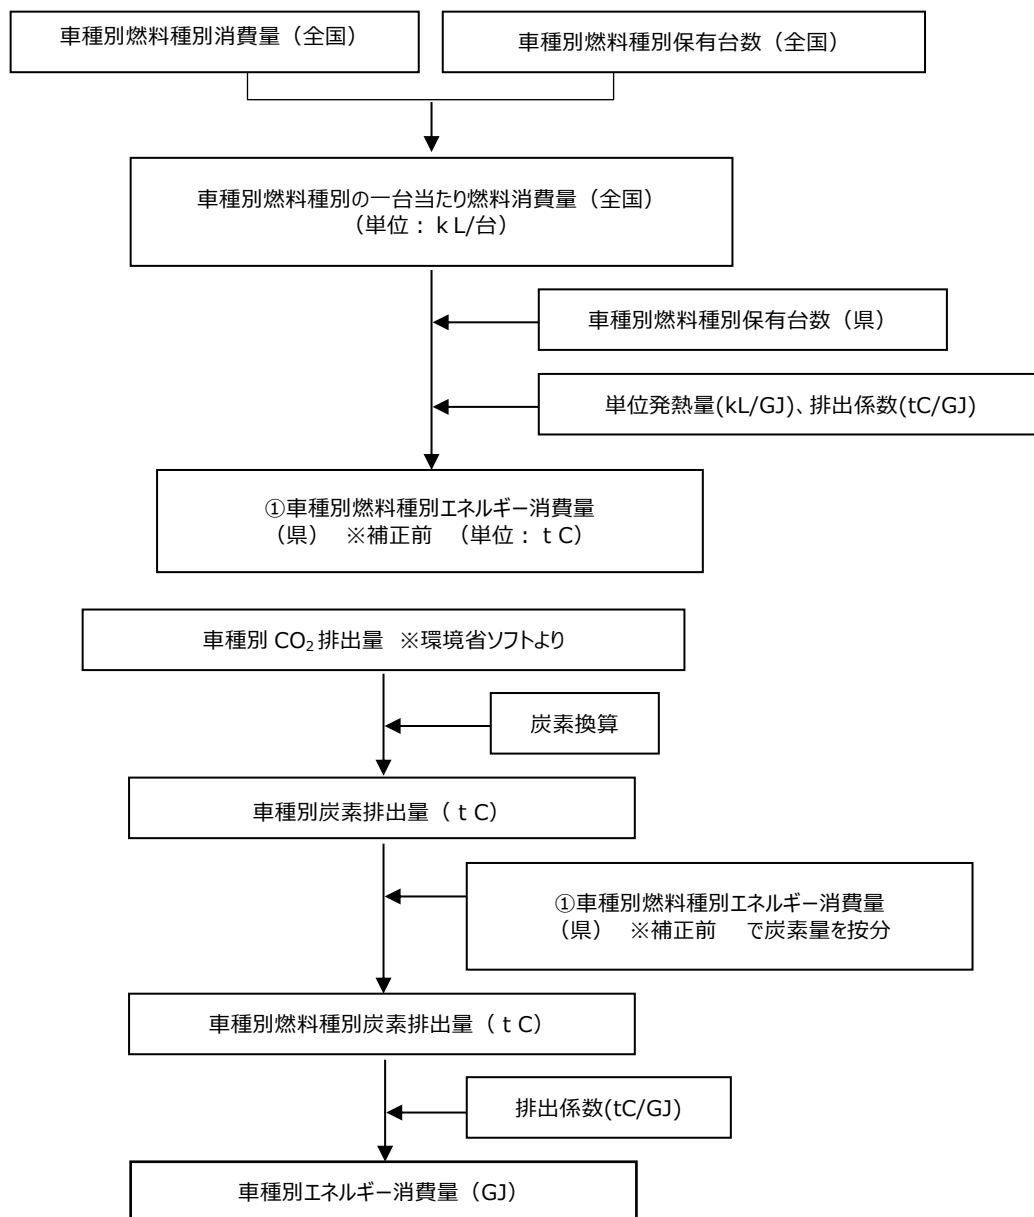 車種別燃料種別消費量（全国）
車種別燃料種別保有台数（全国）
車種別燃料種別の一台当たり燃料消費量（全国）
（単位：ｋL/台）
車種別燃料種別保有台数（県）
単位発熱量(kL/GJ)、排出係数(tC/GJ)
①車種別燃料種別エネルギー消費量
（県）　※補正前　（単位：ｔC）
車種別 CO₂排出量　※環境省ソフトより
炭素換算
車種別炭素排出量（ｔC）
①車種別燃料種別エネルギー消費量
（県）　※補正前　で炭素量を按分
車種別燃料種別炭素排出量（ｔC）
排出係数(tC/GJ)
車種別エネルギー消費量（GJ）